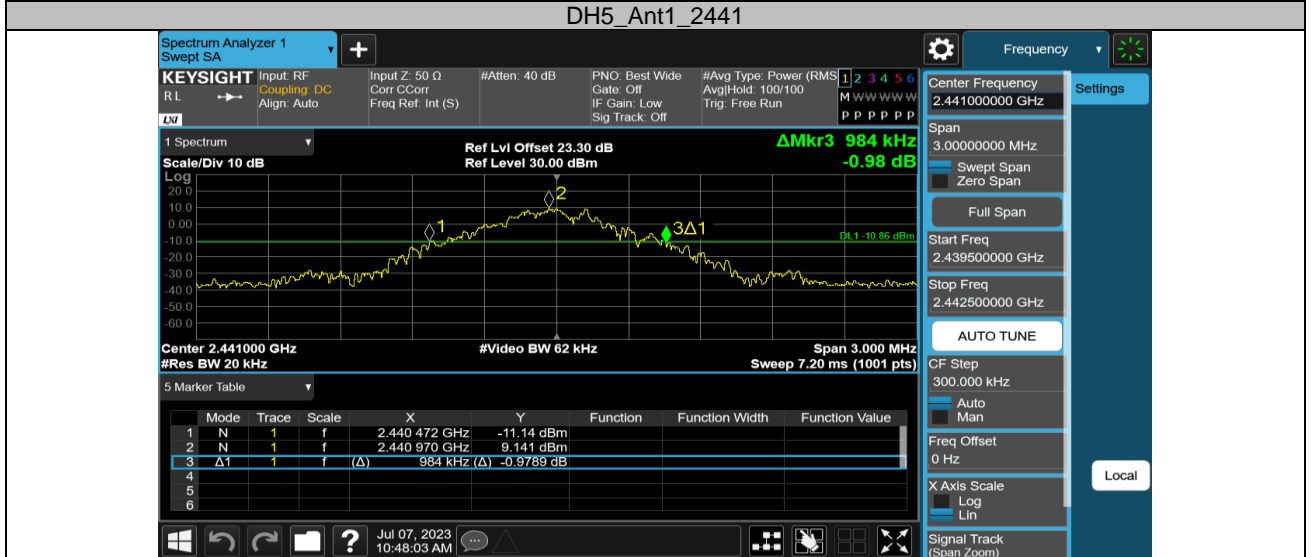 DH5_Ant1_2441
Spectrum Analyzer 1
Swept SA
Frequency
KEYSIGHT
RL
LXI
Input: RF
Coupling: DC
Align: Auto
Input Z: 50 Ω
Corr CCorr
Freq Ref: Int (S)
#Atten: 40 dB
PNO: Best Wide
Gate: Off
IF Gain: Low
Sig Track: Off
#Avg Type: Power (RMS
Avg|Hold: 100/100
Trig: Free Run
1 2 3 4 5 6
M W W W W W
P P P P P P
1 Spectrum
Scale/Div 10 dB
Ref Lvl Offset 23.30 dB
Ref Level 30.00 dBm
ΔMkr3 984 kHz
-0.98 dB
Log
20.0
10.0
0.00
-10.0
-20.0
-30.0
-40.0
-50.0
-60.0
1
2
3Δ1
DL1 -10.86 dBm
Center 2.441000 GHz
#Video BW 62 kHz
Span 3.000 MHz
#Res BW 20 kHz
Sweep 7.20 ms (1001 pts)
5 Marker Table
Mode Trace Scale X Y Function Function Width Function Value
1 N 1 f 2.440 472 GHz -11.14 dBm
2 N 1 f 2.440 970 GHz 9.141 dBm
3 Δ1 1 f (Δ) 984 kHz (Δ) -0.9789 dB
4
5
6
Jul 07, 2023
10:48:03 AM
Center Frequency
2.441000000 GHz
Span
3.00000000 MHz
Swept Span
Zero Span
Full Span
Start Freq
2.439500000 GHz
Stop Freq
2.442500000 GHz
AUTO TUNE
CF Step
300.000 kHz
Auto
Man
Freq Offset
0 Hz
X Axis Scale
Log
Lin
Signal Track
(Span Zoom)
Settings
Local